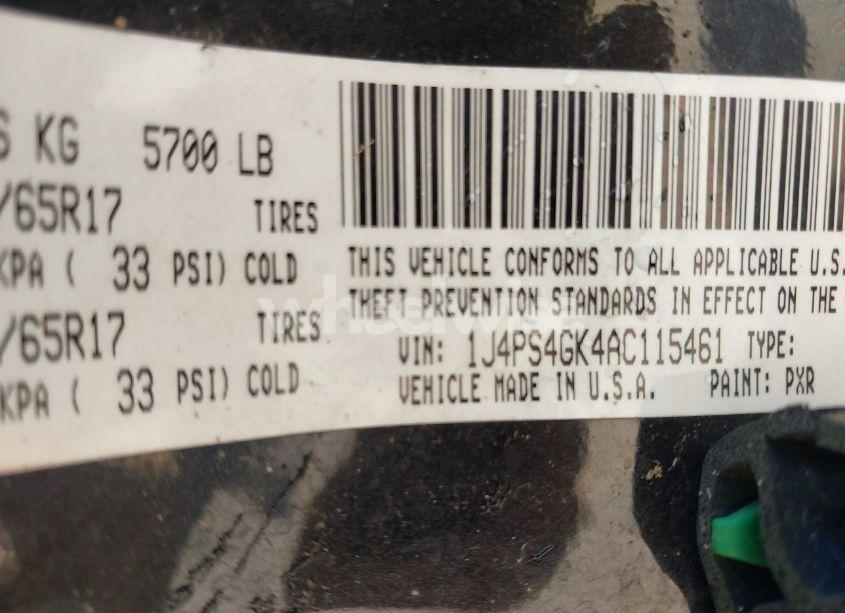 S KG 5700 LB
/65R17 TIRES
KPA ( 33 PSI) COLD
/65R17 TIRES
KPA ( 33 PSI) COLD
THIS VEHICLE CONFORMS TO ALL APPLICABLE U.S.
THEFT PREVENTION STANDARDS IN EFFECT ON THE
VIN: 1J4PS4GK4AC115461 TYPE:
VEHICLE MADE IN U.S.A. PAINT: PXR